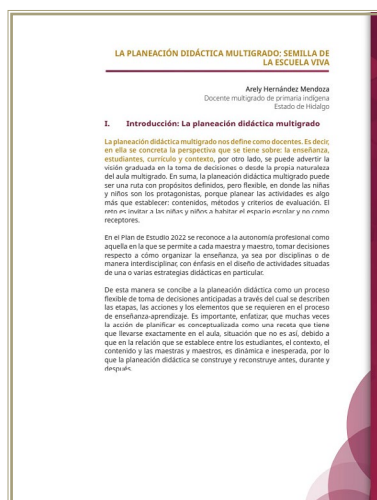 LA PLANEACIÓN DIDÁCTICA MULTIGRADO: SEMILLA DE
LA ESCUELA VIVA
Arely Hernández Mendoza
Docente multigrado de primaria indígena
Estado de Hidalgo
I. Introducción: La planeación didáctica multigrado
La planeación didáctica multigrado nos define como docentes. Es decir,
en ella se concreta la perspectiva que se tiene sobre: la enseñanza,
estudiantes, currículo y contexto, por otro lado, se puede advertir la
visión graduada en la toma de decisiones o desde la propia naturaleza
del aula multigrado. En suma, la planeación didáctica multigrado puede
ser una ruta con propósitos definidos, pero flexible, en donde las niñas
y niños son los protagonistas, porque planear las actividades es algo
más que establecer: contenidos, métodos y criterios de evaluación. El
reto es invitar a las niñas y niños a habitar el espacio escolar y no como
receptores.
En el Plan de Estudio 2022 se reconoce a la autonomía profesional como
aquella en la que se permite a cada maestra y maestro, tomar decisiones
respecto a cómo organizar la enseñanza, ya sea por disciplinas o de
manera interdisciplinar, con énfasis en el diseño de actividades situadas
de una o varias estrategias didácticas en particular.
De esta manera se concibe a la planeación didáctica como un proceso
flexible de toma de decisiones anticipadas a través del cual se describen
las etapas, las acciones y los elementos que se requieren en el proceso
de enseñanza-aprendizaje. Es importante, enfatizar, que muchas veces
la acción de planificar es conceptualizada como una receta que tiene
que llevarse exactamente en el aula, situación que no es así, debido a
que en la relación que se establece entre los estudiantes, el contexto, el
contenido y las maestras y maestros, es dinámica e inesperada, por lo
que la planeación didáctica se construye y reconstruye antes, durante y
después.